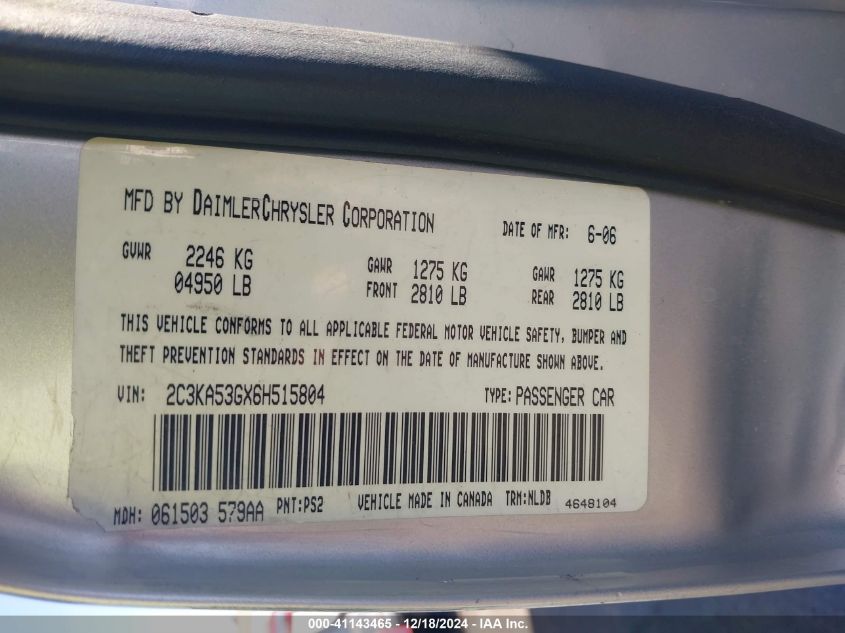 MFD BY DAIMLERCHRYSLER CORPORATION DATE OF MFR: 6-06
GVWR 2246 KG GAWR 1275 KG GAWR 1275 KG
04950 LB FRONT 2810 LB REAR 2810 LB
THIS VEHICLE CONFORMS TO ALL APPLICABLE FEDERAL MOTOR VEHICLE SAFETY, BUMPER AND
THEFT PREVENTION STANDARDS IN EFFECT ON THE DATE OF MANUFACTURE SHOWN ABOVE.
VIN: 2C3KA53GX6H515804 TYPE: PASSENGER CAR
MDH: 061503 579AA PNT:PS2 VEHICLE MADE IN CANADA TRM:NLDB 4648104
000-41143465 - 12/18/2024 - IAA Inc.